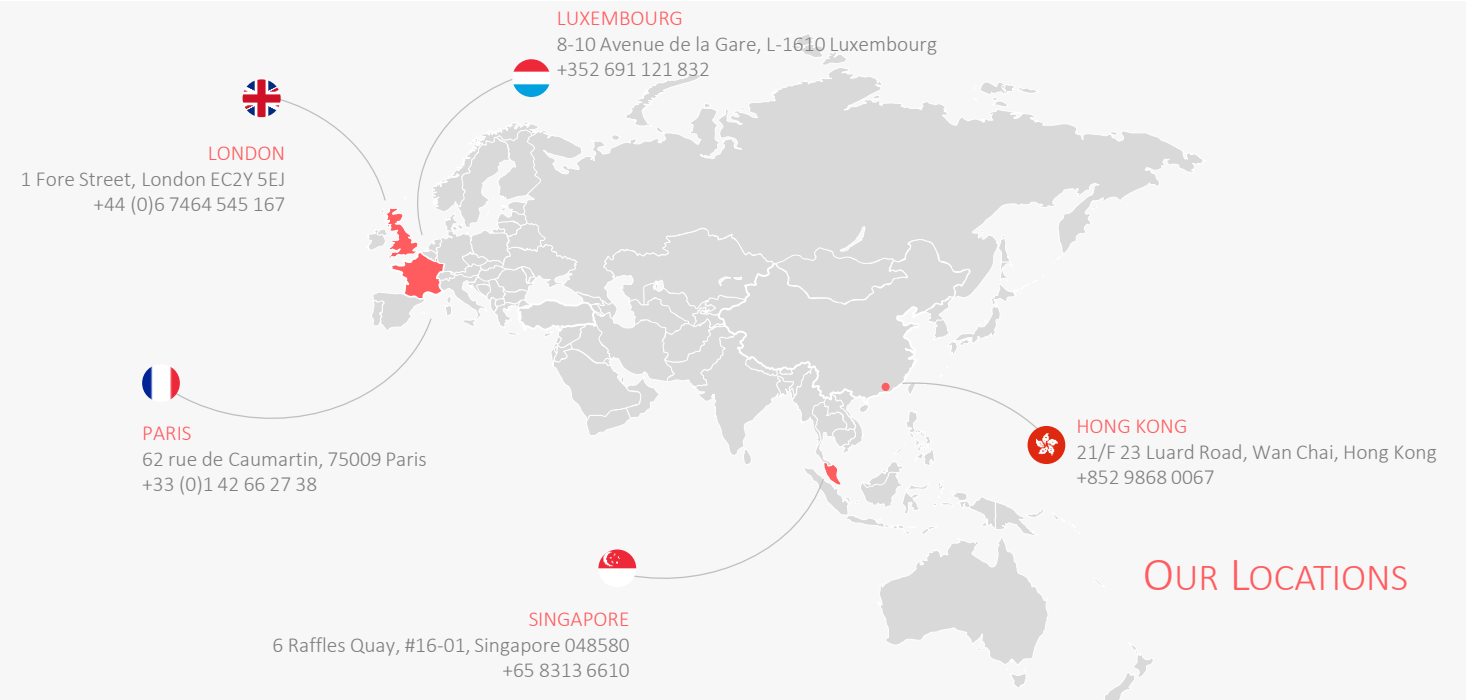 LUXEMBOURG
8-10 Avenue de la Gare, L-1610 Luxembourg
+352 691 121 832
LONDON
1 Fore Street, London EC2Y 5EJ
+44 (0)6 7464 545 167
PARIS
62 rue de Caumartin, 75009 Paris
+33 (0)1 42 66 27 38
HONG KONG
21/F 23 Luard Road, Wan Chai, Hong Kong
+852 9868 0067
OUR LOCATIONS
SINGAPORE
6 Raffles Quay, #16-01, Singapore 048580
+65 8313 6610